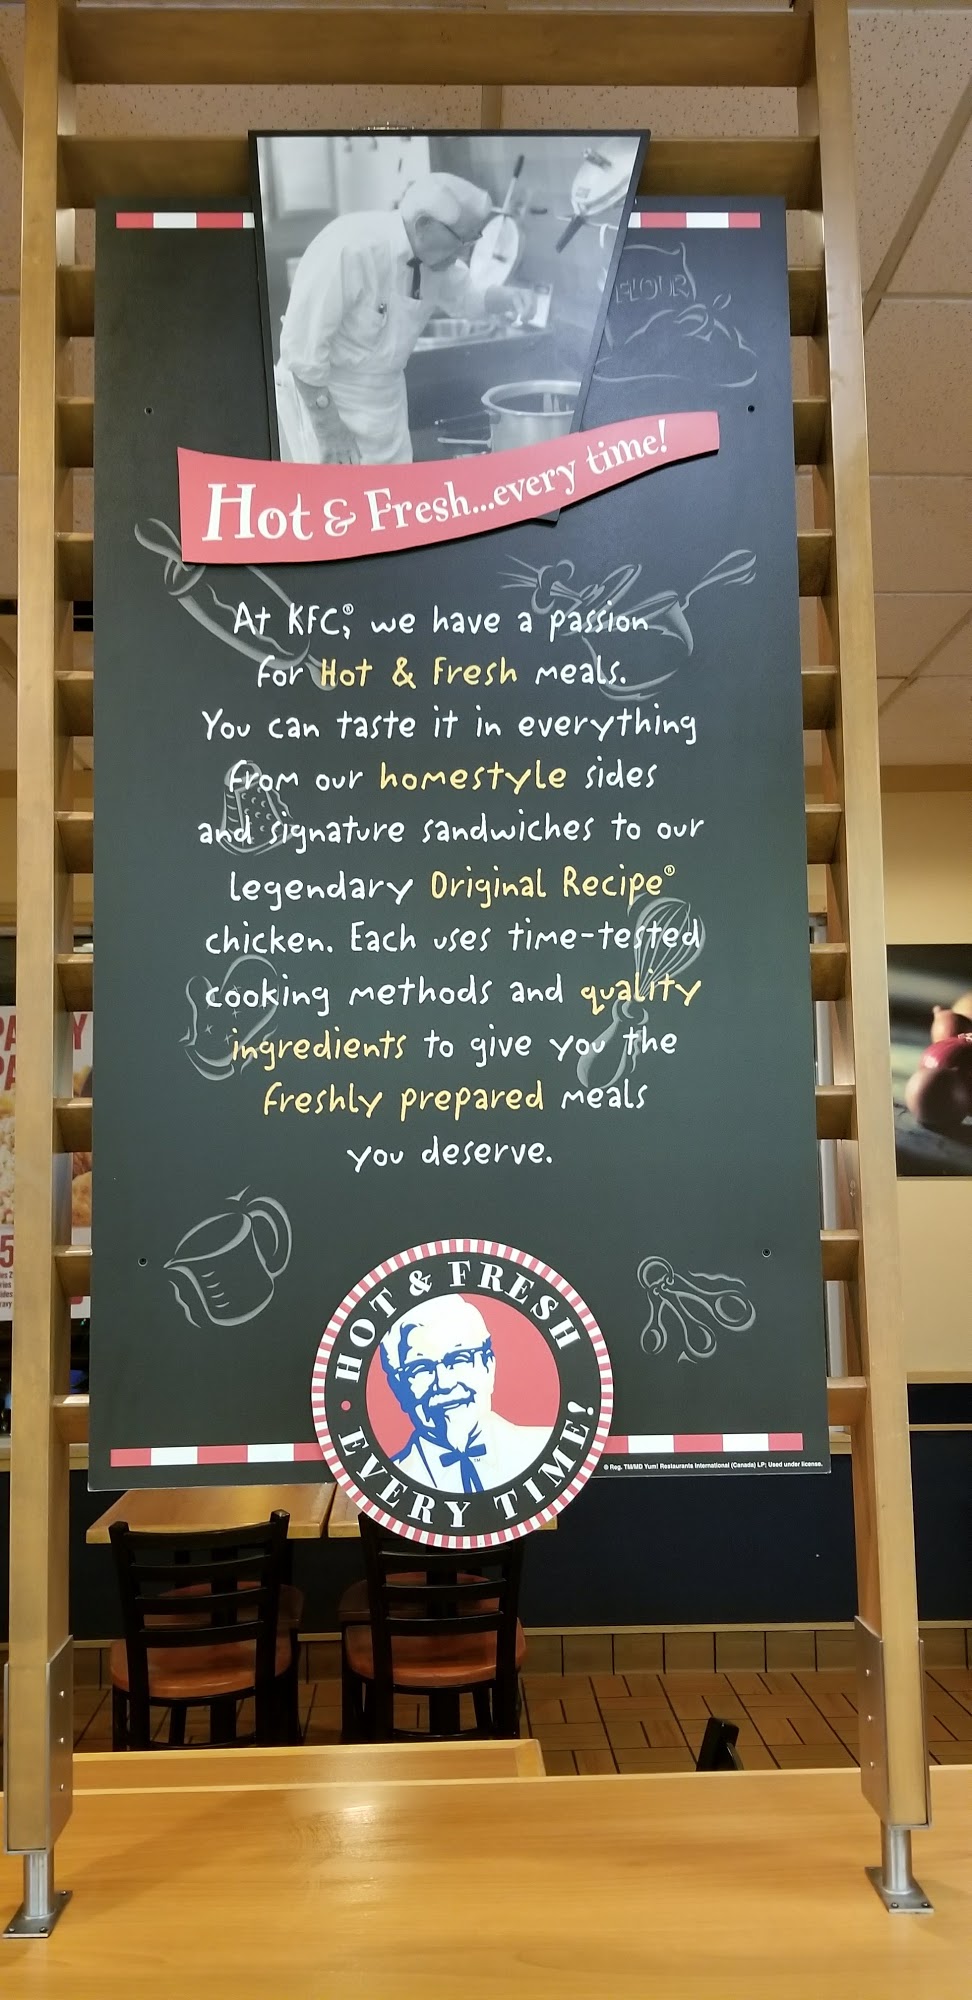 FLOUR
Hot & Fresh...every time!
At KFC®, we have a passion
for Hot & Fresh meals.
You can taste it in everything
from our homestyle sides
and signature sandwiches to our
legendary Original Recipe®
chicken. Each uses time-tested
cooking methods and quality
ingredients to give you the
freshly prepared meals
you deserve.
HOT & FRESH
EVERY TIME!
TM
® Reg. TM/MD Yum! Restaurants International (Canada) LP; Used under license.